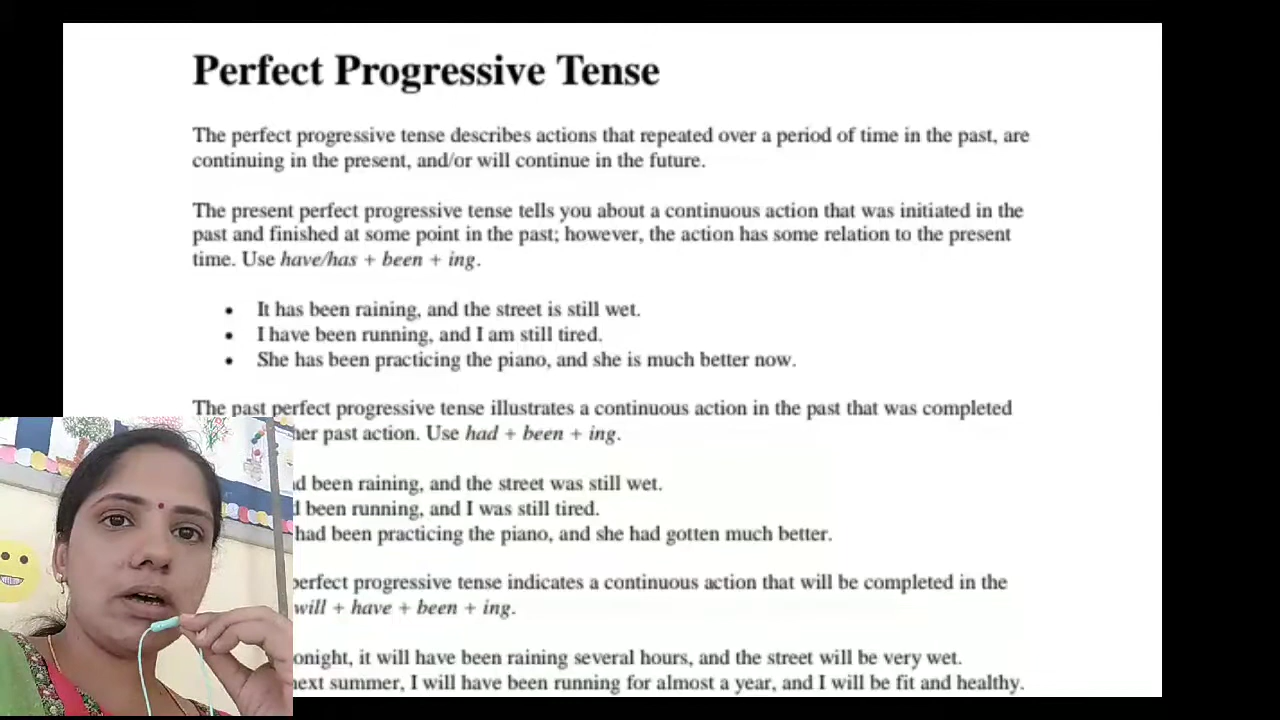 Perfect Progressive Tense
The perfect progressive tense describes actions that repeated over a period of time in the past, are
continuing in the present, and/or will continue in the future.
The present perfect progressive tense tells you about a continuous action that was initiated in the
past and finished at some point in the past; however, the action has some relation to the present
time. Use have/has + been + ing.
• It has been raining, and the street is still wet.
• I have been running, and I am still tired.
• She has been practicing the piano, and she is much better now.
The past perfect progressive tense illustrates a continuous action in the past that was completed
past action. Use had + been + ing.
been raining, and the street was still wet.
been running, and I was still tired.
had been practicing the piano, and she had gotten much better.
perfect progressive tense indicates a continuous action that will be completed in the
will + have + been + ing.
it will have been raining several hours, and the street will be very wet.
next summer, I will have been running for almost a year, and I will be fit and healthy.